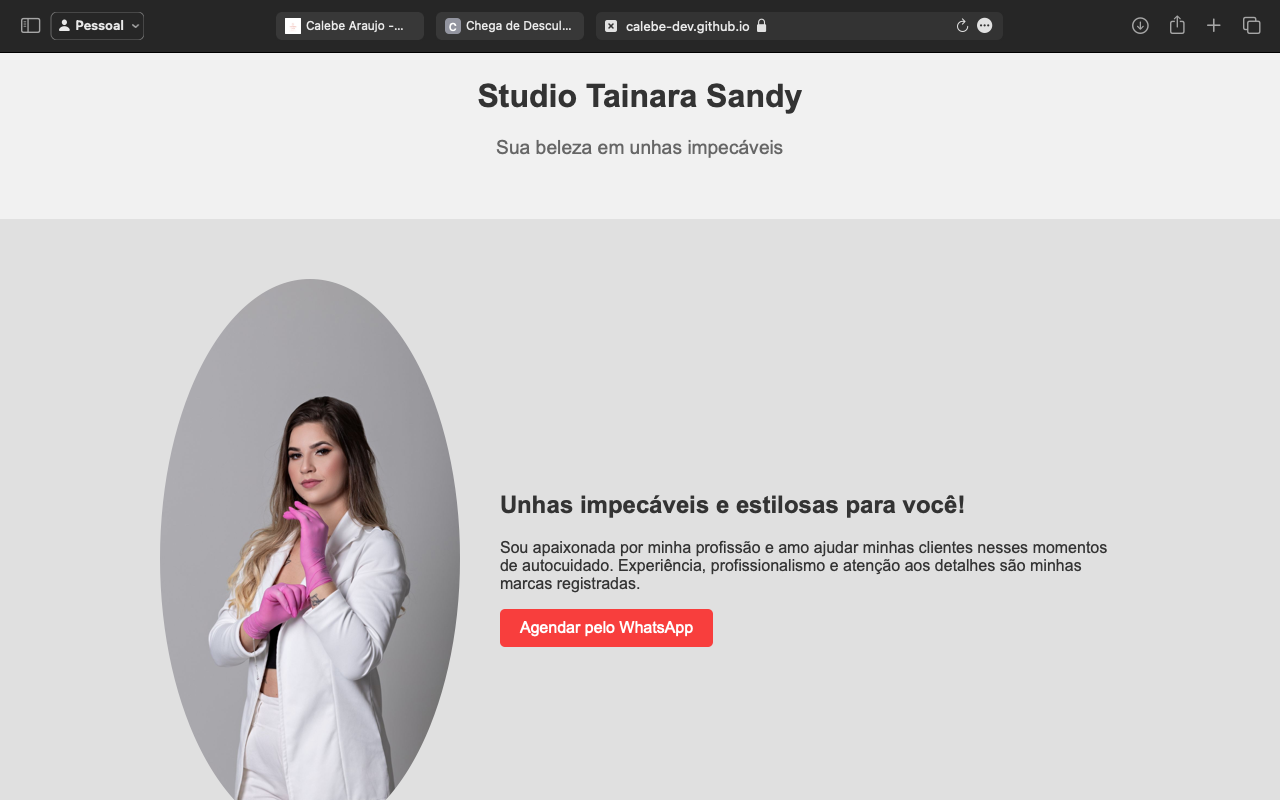 Pessoal
Calebe Araujo -...
C Chega de Descul...
calebe-dev.github.io
Studio Tainara Sandy
Sua beleza em unhas impecáveis
Unhas impecáveis e estilosas para você!
Sou apaixonada por minha profissão e amo ajudar minhas clientes nesses momentos
de autocuidado. Experiência, profissionalismo e atenção aos detalhes são minhas
marcas registradas.
Agendar pelo WhatsApp